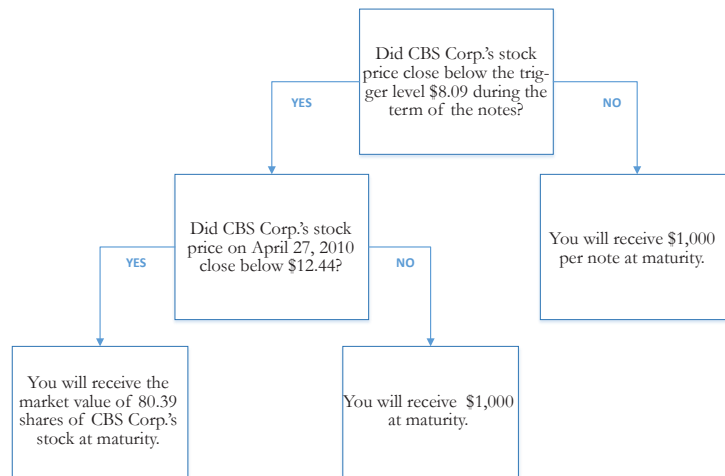 Did CBS Corp.'s stock
price close below the trig-
ger level $8.09 during the
term of the notes?
YES
NO
Did CBS Corp.'s stock
price on April 27, 2010
close below $12.44?
You will receive $1,000
per note at maturity.
YES
NO
You will receive the
market value of 80.39
shares of CBS Corp.'s
stock at maturity.
You will receive $1,000
at maturity.